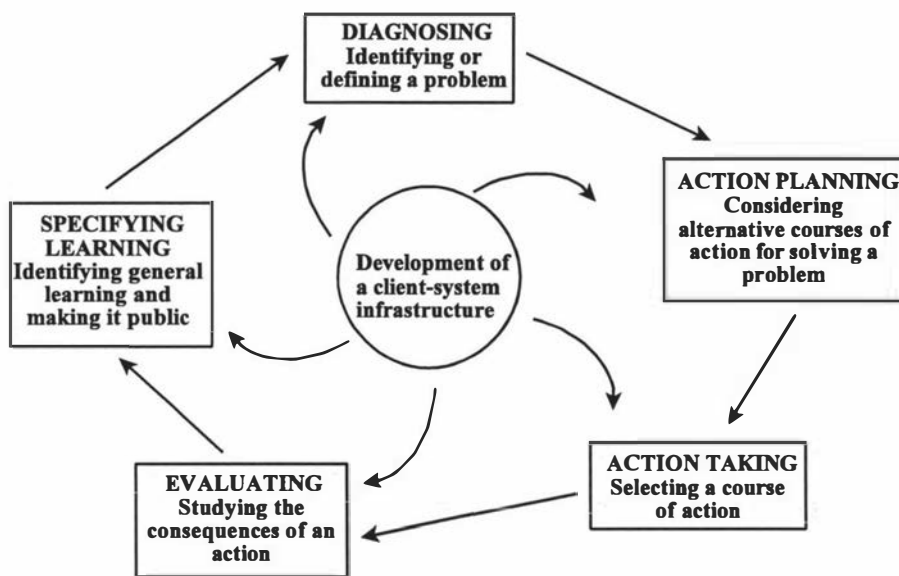 DIAGNOSING
Identifying or
defining a problem
ACTION PLANNING
Considering
alternative courses of
action for solving a
problem
SPECIFYING
LEARNING
Identifying general
learning and
making it public
Development of
a client-system
infrastructure
ACTION TAKING
Selecting a course
of action
EVALUATING
Studying the
consequences of an
action